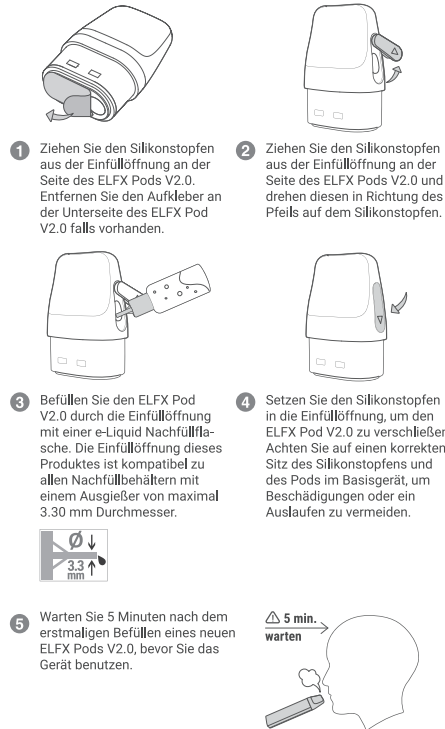 1 Ziehen Sie den Silikonstopfen
aus der Einfüllöffnung an der
Seite des ELFX Pods V2.0.
Entfernen Sie den Aufkleber an
der Unterseite des ELFX Pod
V2.0 falls vorhanden.
2 Ziehen Sie den Silikonstopfen
aus der Einfüllöffnung an der
Seite des ELFX Pods V2.0 und
drehen diesen in Richtung des
Pfeils auf dem Silikonstopfen.
3 Befüllen Sie den ELFX Pod
V2.0 durch die Einfüllöffnung
mit einer e-Liquid Nachfüllfla-
sche. Die Einfüllöffnung dieses
Produktes ist kompatibel zu
allen Nachfüllbehältern mit
einem Ausgießer von maximal
3.30 mm Durchmesser.
Ø
3.3
mm
4 Setzen Sie den Silikonstopfen
in die Einfüllöffnung, um den
ELFX Pod V2.0 zu verschließen
Achten Sie auf einen korrekten
Sitz des Silikonstopfens und
des Pods im Basisgerät, um
Beschädigungen oder ein
Auslaufen zu vermeiden.
5 Warten Sie 5 Minuten nach dem
erstmaligen Befüllen eines neuen
ELFX Pods V2.0, bevor Sie das
Gerät benutzen.
⚠ 5 min.
warten